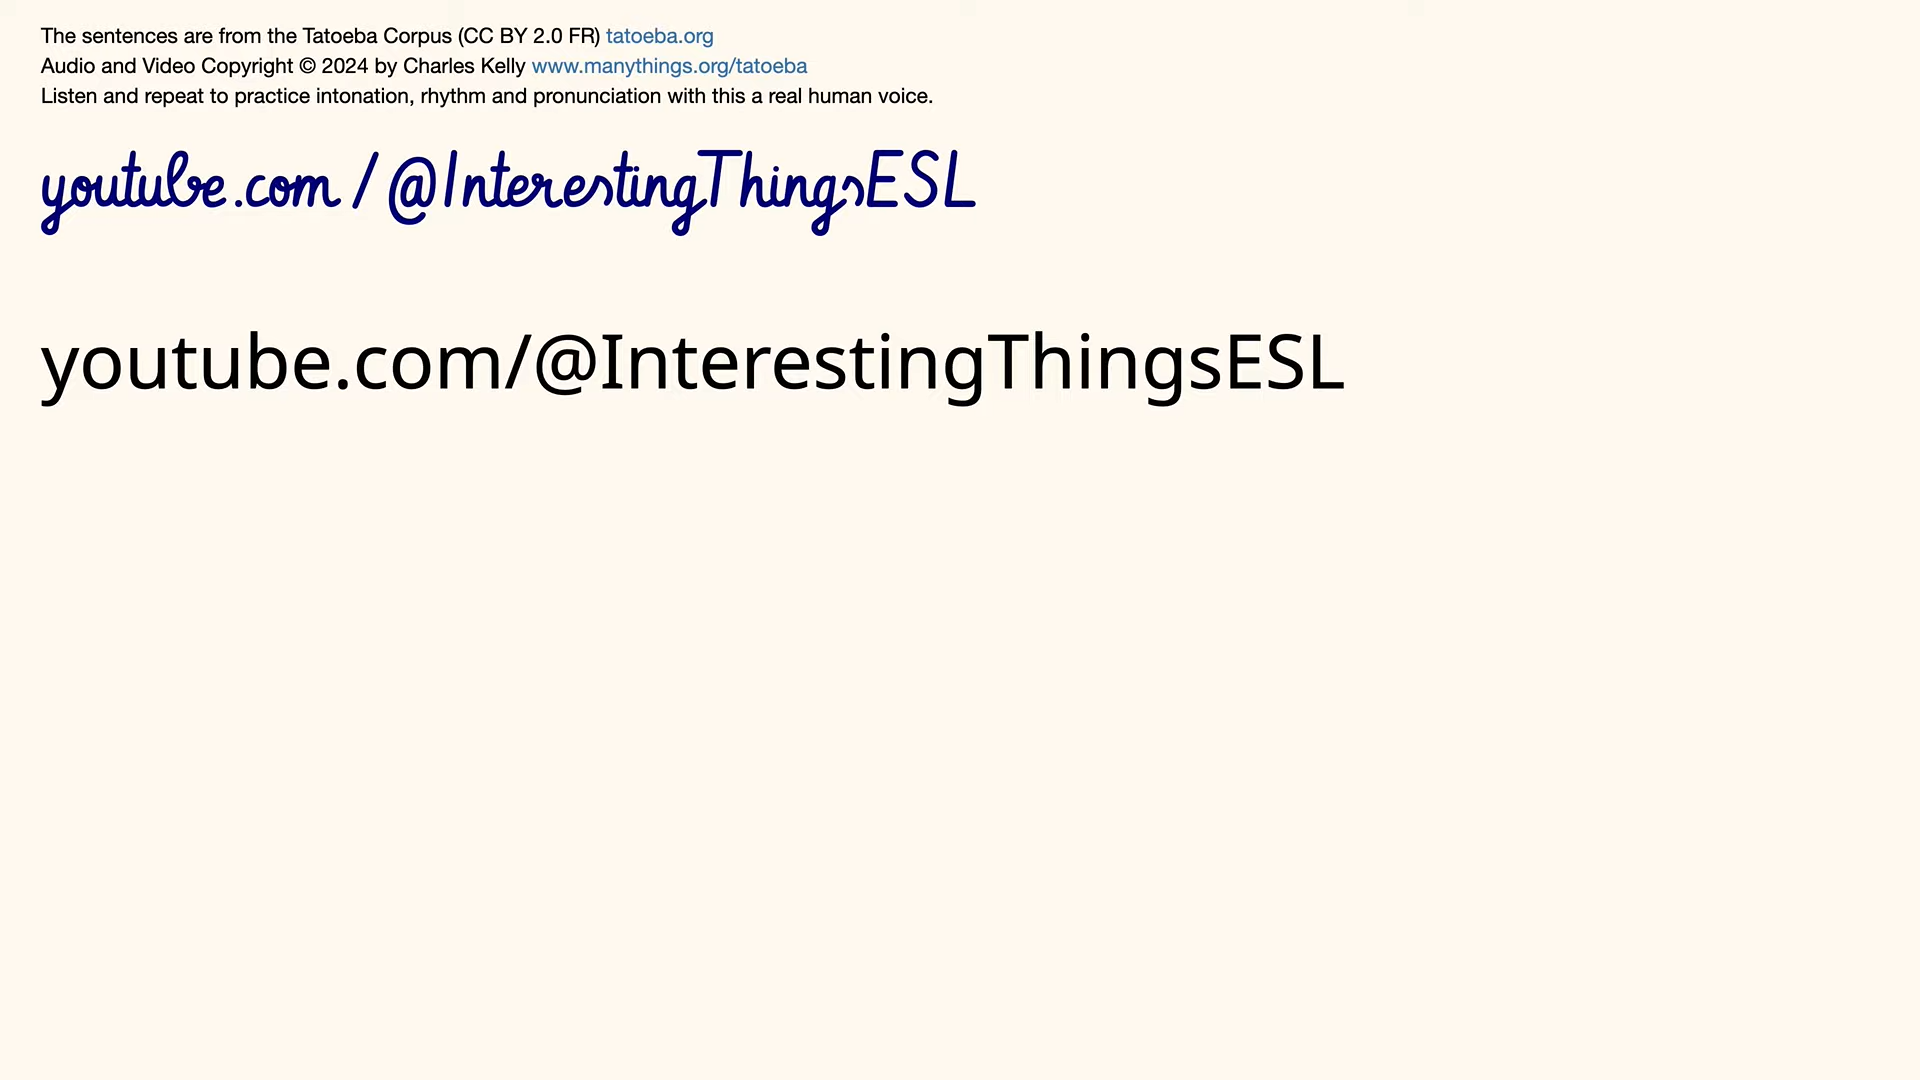 The sentences are from the Tatoeba Corpus (CC BY 2.0 FR) tatoeba.org
Audio and Video Copyright © 2024 by Charles Kelly www.manythings.org/tatoeba
Listen and repeat to practice intonation, rhythm and pronunciation with this a real human voice.
youtube.com/@InterestingThingsESL
youtube.com/@InterestingThingsESL